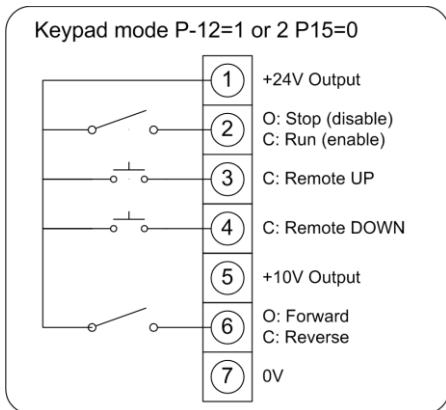 Keypad mode P-12=1 or 2 P15=0
1 +24V Output
2 O: Stop (disable)
C: Run (enable)
3 C: Remote UP
4 C: Remote DOWN
5 +10V Output
6 O: Forward
C: Reverse
7 0V